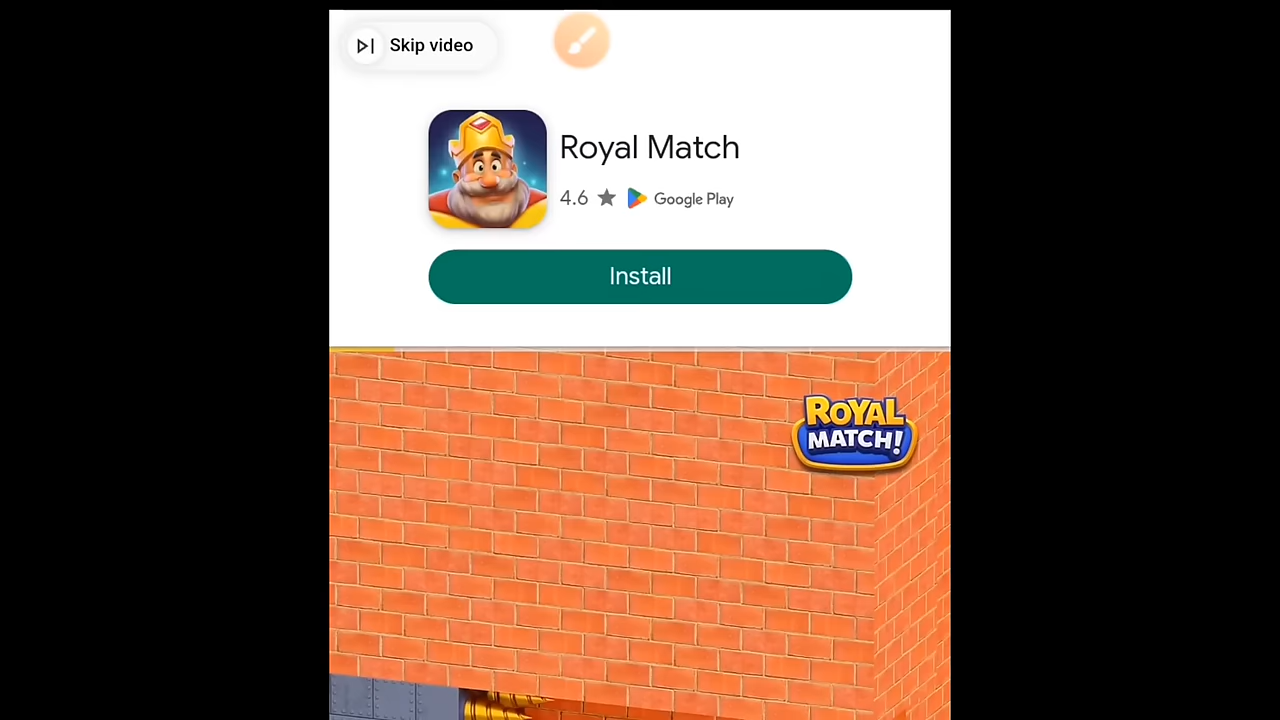 Skip video
Royal Match
4.6 ★ Google Play
Install
ROYAL
MATCH!